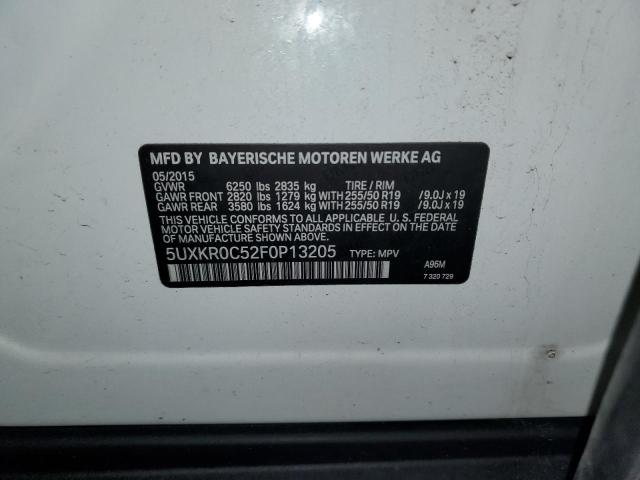 MFD BY BAYERISCHE MOTOREN WERKE AG
05/2015
GVWR 6250 lbs 2835 kg TIRE / RIM
GAWR FRONT 2820 lbs 1279 kg WITH 255/50 R19 /9.0J x 19
GAWR REAR 3580 lbs 1624 kg WITH 255/50 R19 /9.0J x 19
THIS VEHICLE CONFORMS TO ALL APPLICABLE U. S. FEDERAL
MOTOR VEHICLE SAFETY STANDARDS IN EFFECT ON THE DATE
OF MANUFACTURE SHOWN ABOVE.
5UXKR0C52F0P13205 TYPE: MPV
A96M
7 320 729